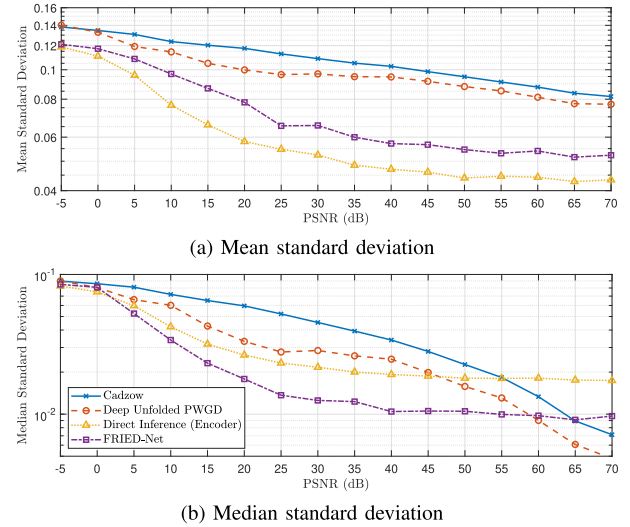 0.16
0.14
0.12
0.1
0.08
0.06
0.04
Mean Standard Deviation
-5 0 5 10 15 20 25 30 35 40 45 50 55 60 65 70
PSNR (dB)
(a) Mean standard deviation
10-1
10-2
Median Standard Deviation
Cadzow
Deep Unfolded PWGD
Direct Inference (Encoder)
FRIED-Net
-5 0 5 10 15 20 25 30 35 40 45 50 55 60 65 70
PSNR (dB)
(b) Median standard deviation